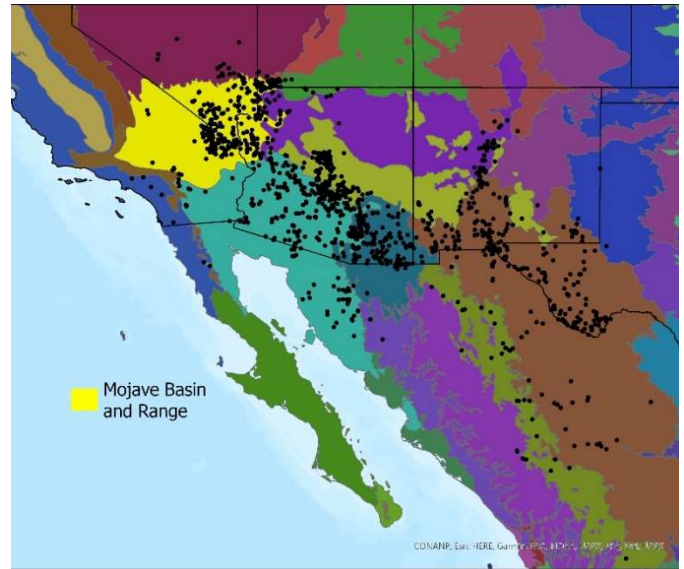 Mojave Basin
and Range
CONANP, Esri, HERE, Garmin,